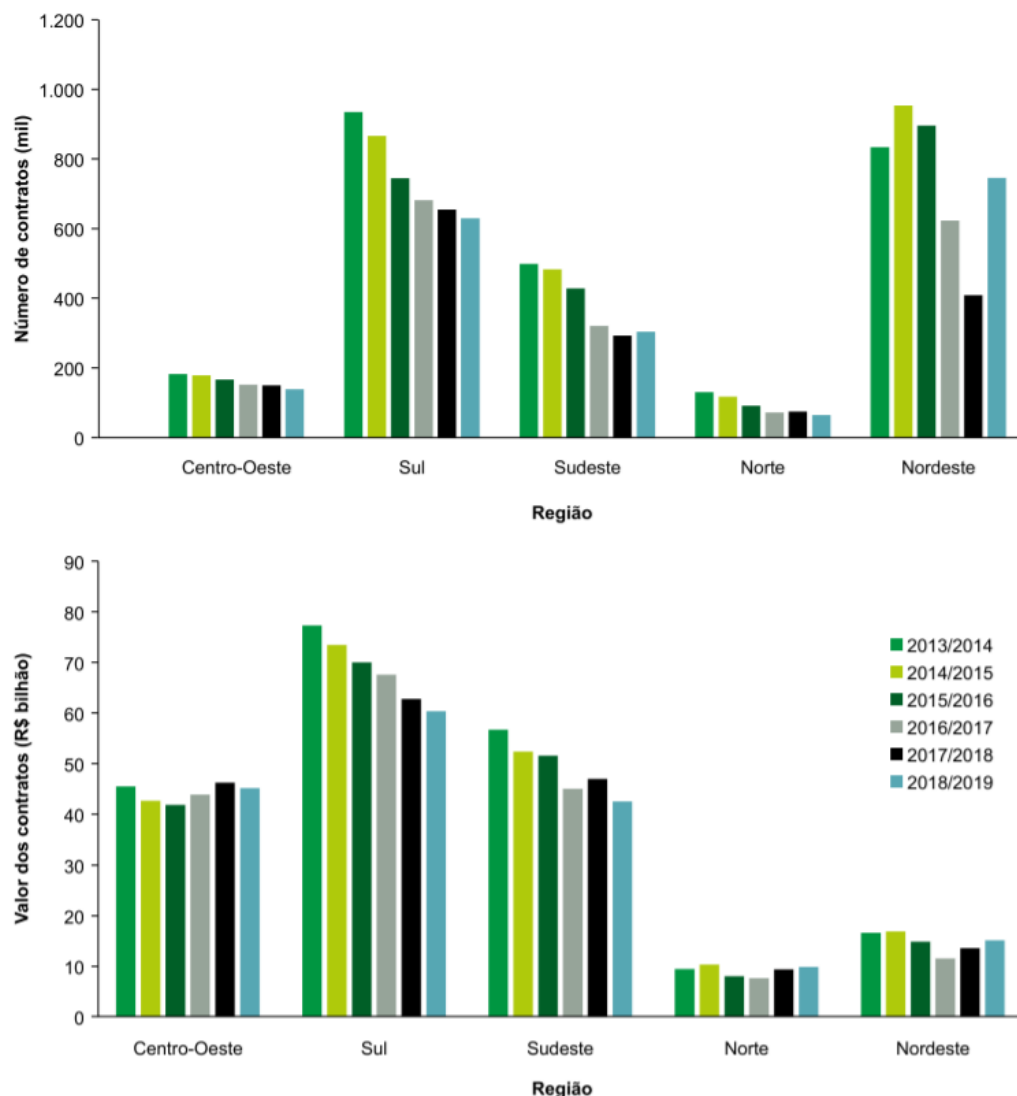 Número de contratos (mil)
1.200
1.000
800
600
400
200
0
Centro-Oeste
Sul
Sudeste
Norte
Nordeste
Região
Valor dos contratos (R$ bilhão)
90
80
70
60
50
40
30
20
10
0
2013/2014
2014/2015
2015/2016
2016/2017
2017/2018
2018/2019
Centro-Oeste
Sul
Sudeste
Norte
Nordeste
Região